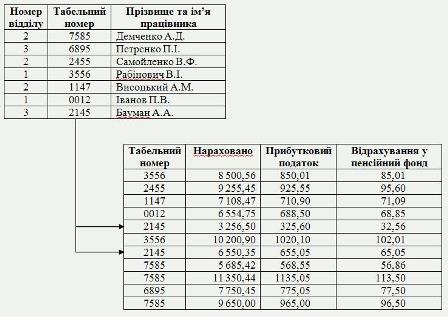 Номер відділу Табельний номер Прізвище та ім’я працівника
2 7585 Демченко А.Д.
3 6895 Петренко П.І.
2 2455 Самойленко В.Ф.
1 3556 Рабінович В.І.
2 1147 Висоцький А.М.
1 0012 Іванов П.В.
3 2145 Бауман А.А.
Табельний номер Нараховано Прибутковий податок Відрахування у пенсійний фонд
3556 8 500,56 850,01 85,01
2455 9 255,45 925,55 95,60
1147 7 108,47 710,90 71,09
0012 6 554,75 688,50 68,85
2145 3 256,50 325,60 32,56
3556 10 200,90 1020,10 102,01
2145 6 550,35 655,05 65,05
7585 5 685,42 568,55 56,86
7585 11 350,44 1135,05 113,50
6895 7 750,45 775,05 77,50
7585 9 650,00 965,00 96,50